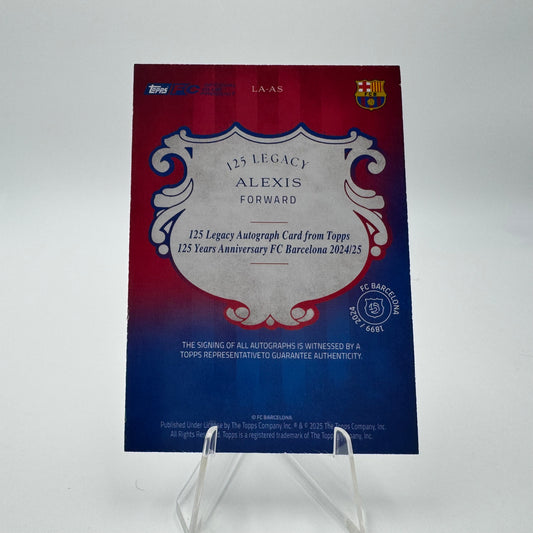 Topps
LA-AS
FCB
125 LEGACY
ALEXIS
FORWARD
125 Legacy Autograph Card from Topps
125 Years Anniversary FC Barcelona 2024/25
FC BARCELONA
1899 / 2024
THE SIGNING OF ALL AUTOGRAPHS IS WITNESSED BY A
TOPPS REPRESENTATIVETO GUARANTEE AUTHENTICITY.
© FC BARCELONA
Published Under License by The Topps Company Inc. ® & © 2025 The Topps Company, Inc.
All Rights Reserved. Topps is a registered trademark of The Topps Company, Inc.